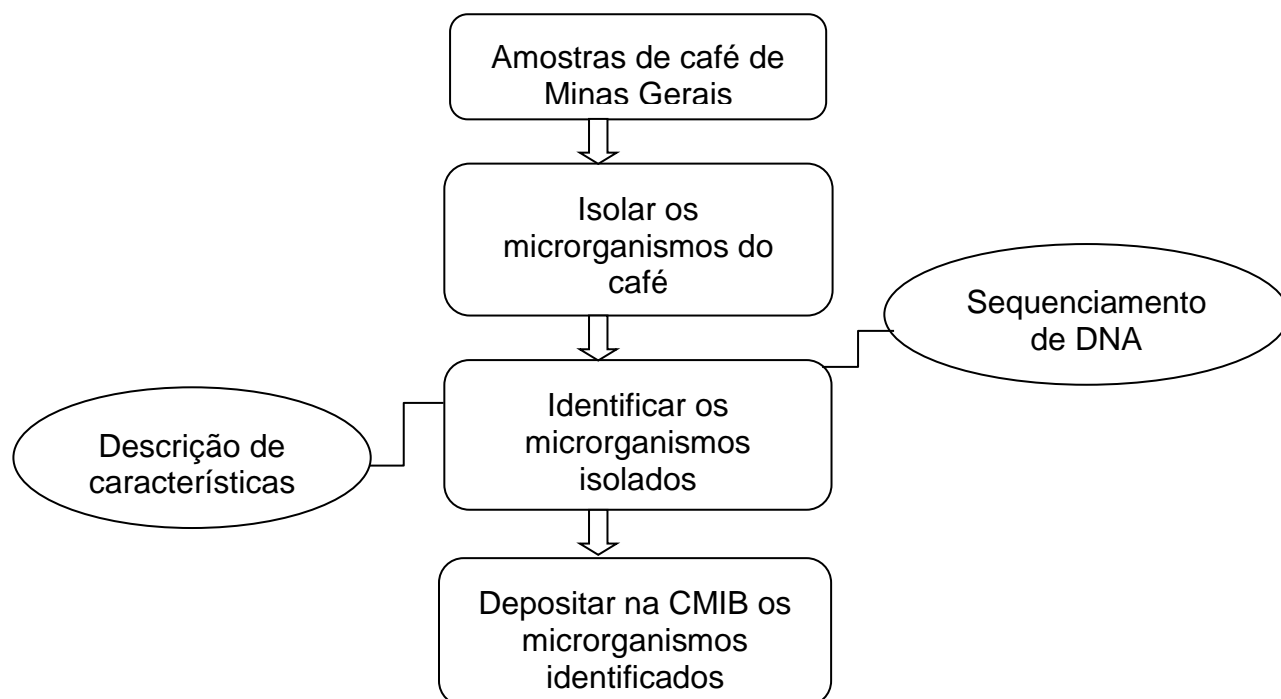 Amostras de café de
Minas Gerais
Isolar os
microrganismos do
café
Sequenciamento
de DNA
Identificar os
microrganismos
isolados
Descrição de
características
Depositar na CMIB os
microrganismos
identificados